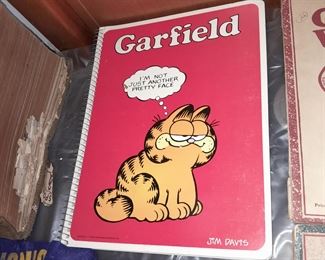 Garfield
I'M NOT
JUST ANOTHER
PRETTY FACE
JIM DAVIS